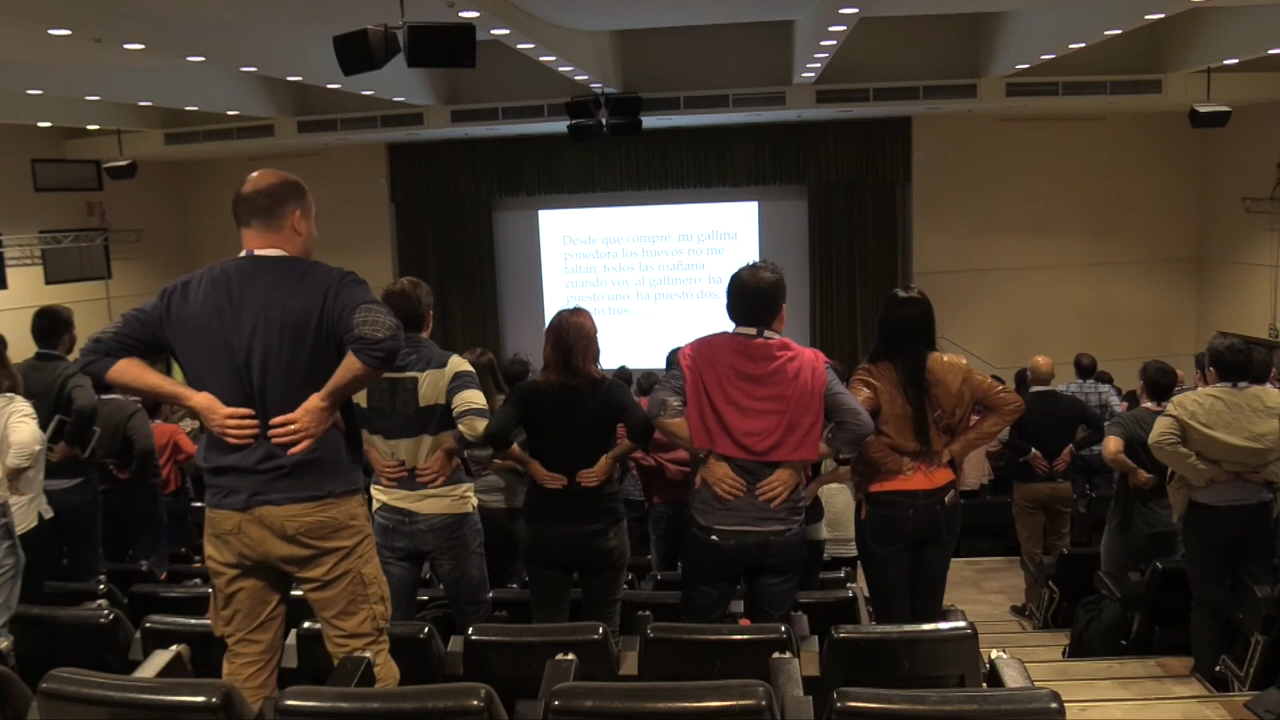 Desde que compré mi gallina
ponedora los huevos no me
faltan, todos las mañana
cuando voy al gallinero ha
puesto uno, ha puesto dos,
tres